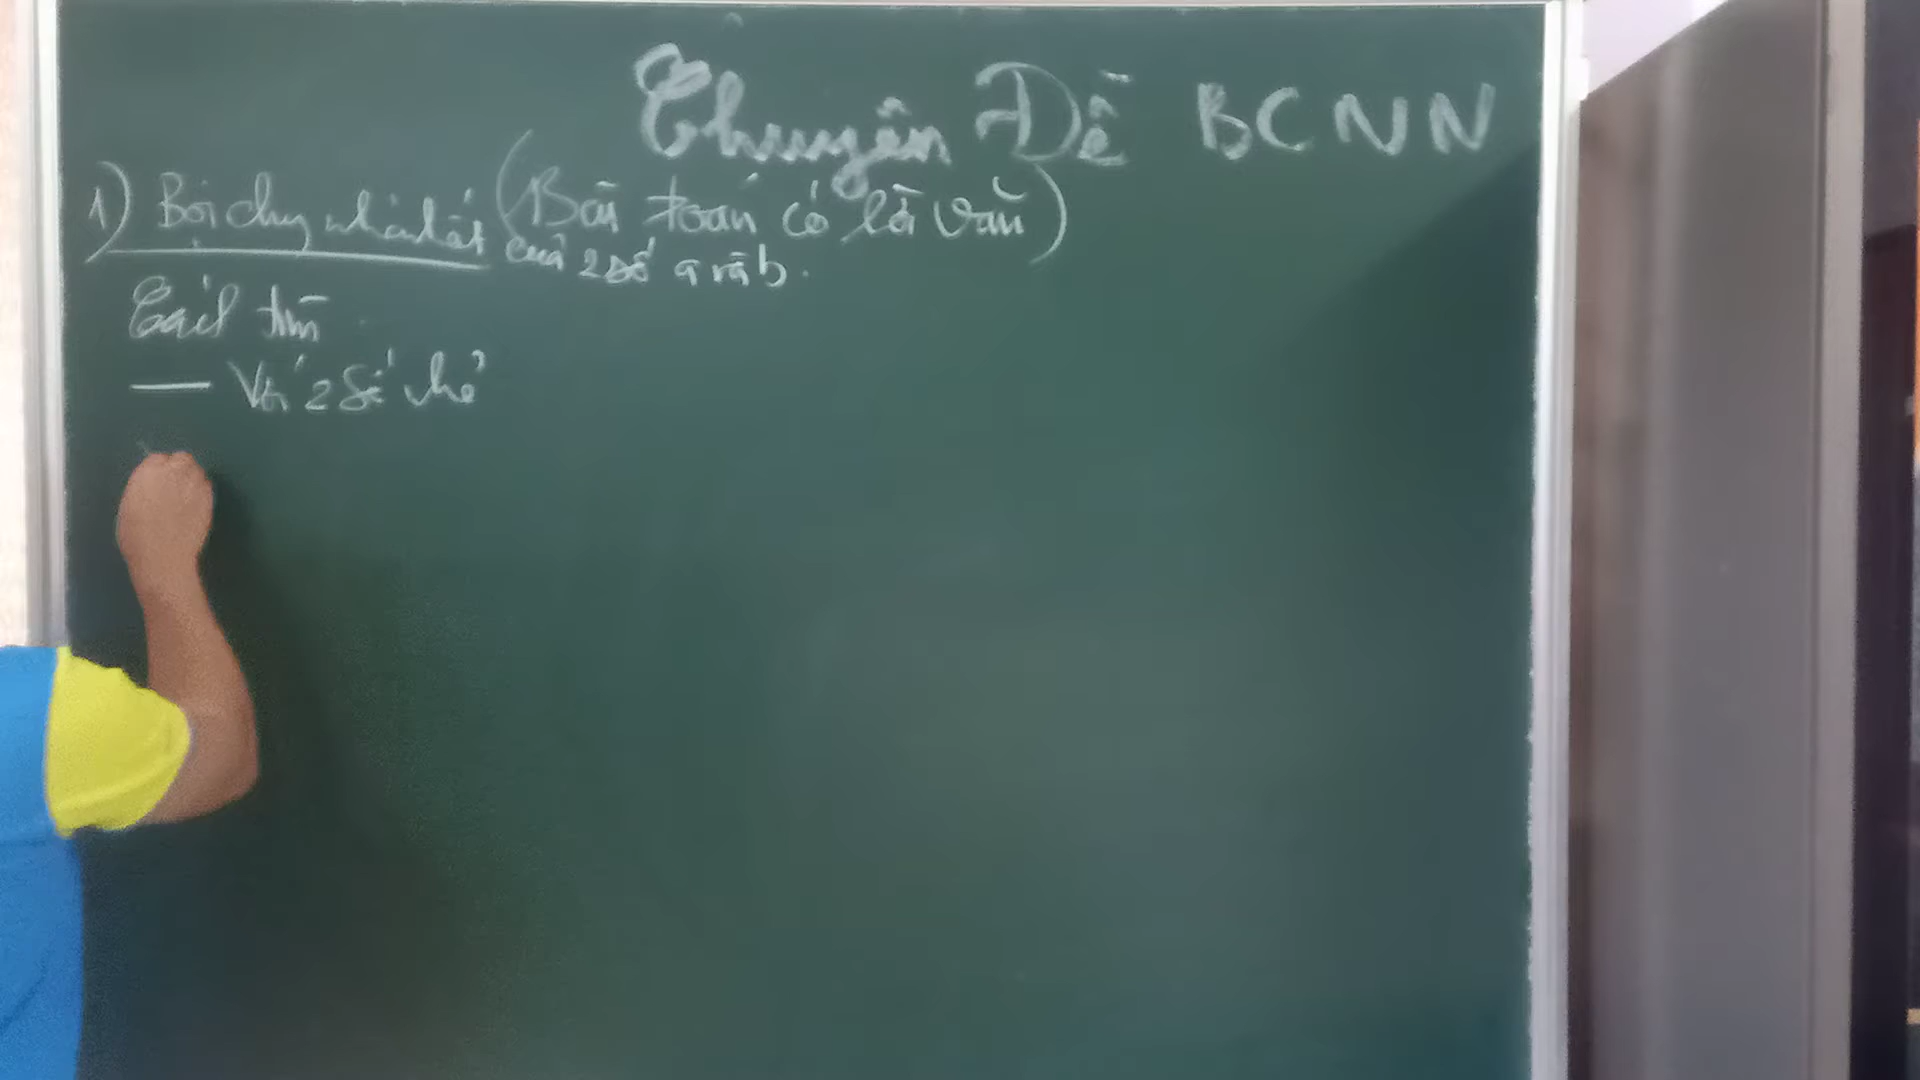 Chuyên Đề BCNN
1) Bội chung nhỏ nhất (Bài toán có lời văn)
của 2 số a và b.
Cách tìm
— Với 2 số nhỏ